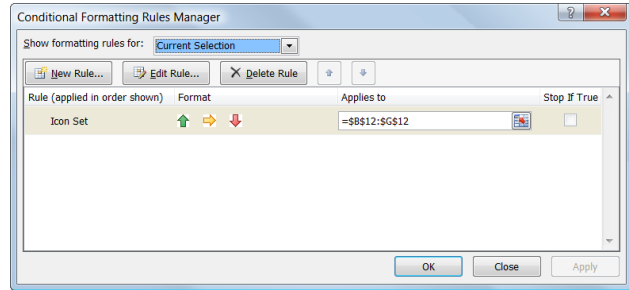 Conditional Formatting Rules Manager
Show formatting rules for: Current Selection
New Rule... Edit Rule... Delete Rule
Rule (applied in order shown) Format Applies to Stop If True
Icon Set =$B$12:$G$12
OK Close Apply